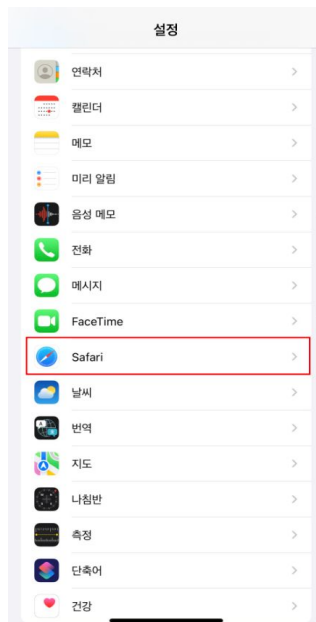 설정
연락처
캘린더
메모
미리 알림
음성 메모
전화
메시지
FaceTime
Safari
날씨
번역
지도
나침반
측정
단축어
건강